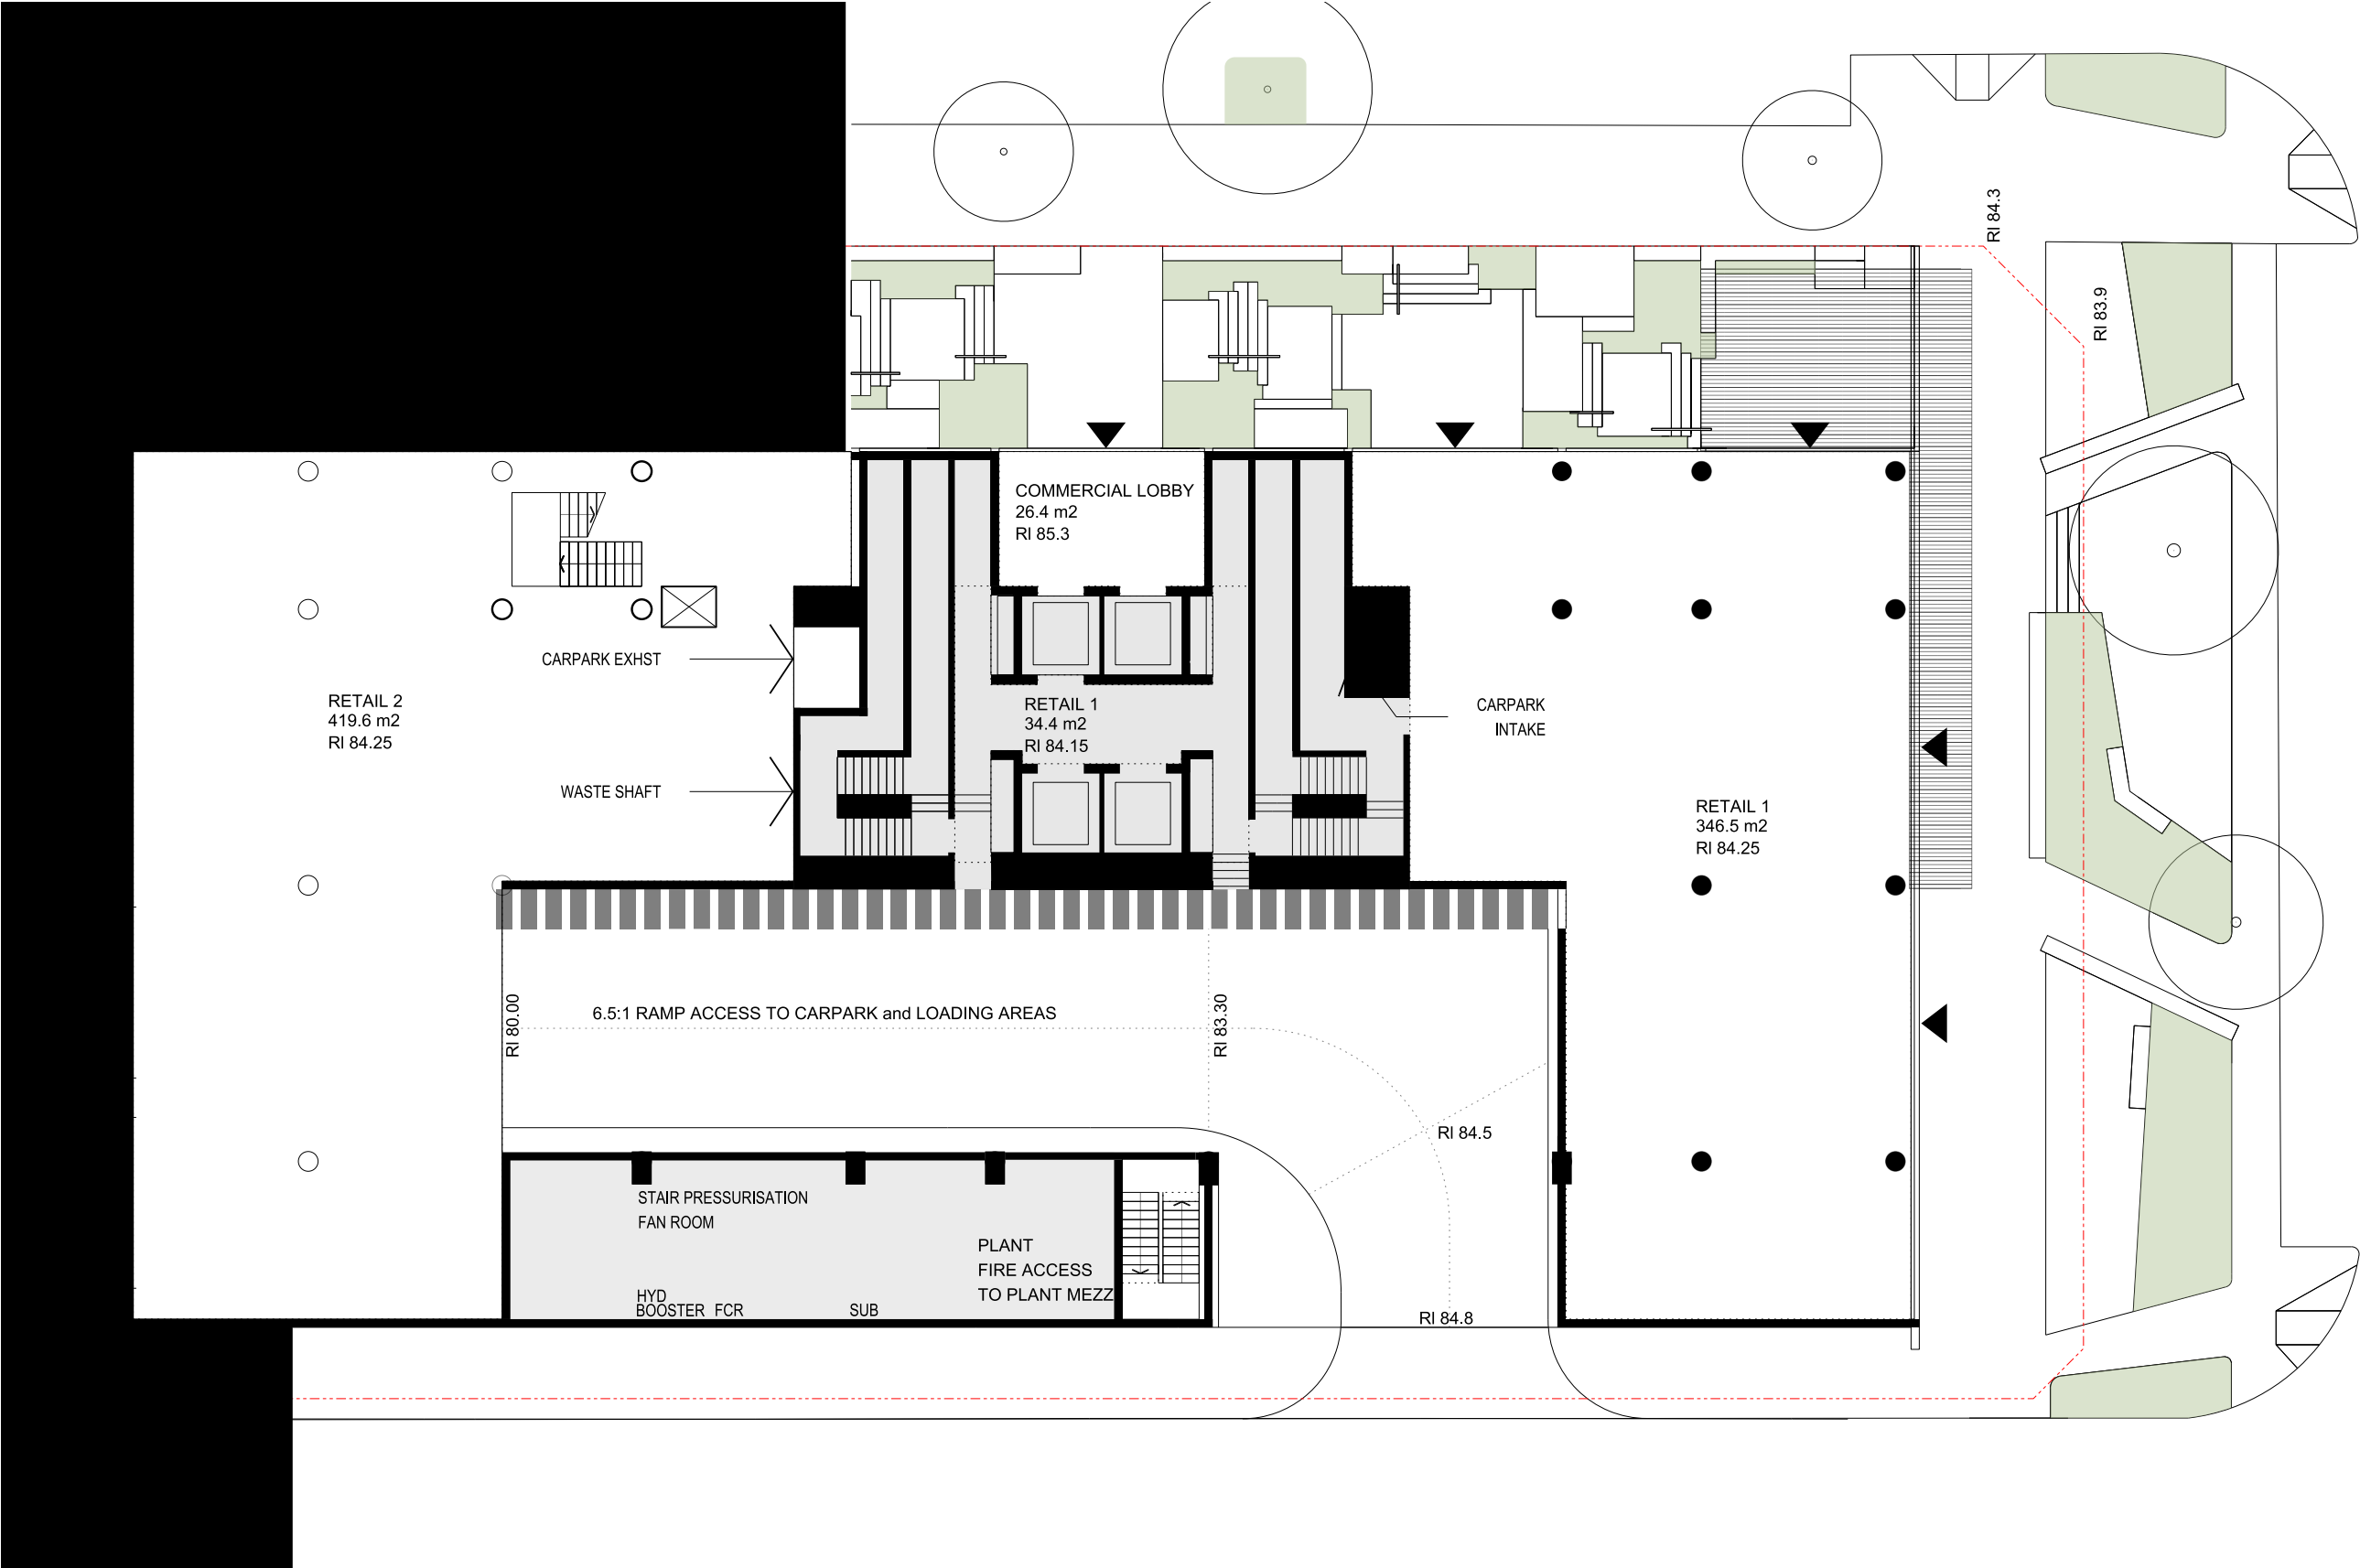 RI 84.3
RI 83.9
COMMERCIAL LOBBY
26.4 m2
RI 85.3
CARPARK EXHST
RETAIL 2
419.6 m2
RI 84.25
RETAIL 1
34.4 m2
RI 84.15
CARPARK
INTAKE
WASTE SHAFT
RETAIL 1
346.5 m2
RI 84.25
RI 80.00
6.5:1 RAMP ACCESS TO CARPARK and LOADING AREAS
RI 83.30
RI 84.5
STAIR PRESSURISATION
FAN ROOM
PLANT
FIRE ACCESS
TO PLANT MEZZ
HYD
BOOSTER FCR
SUB
RI 84.8